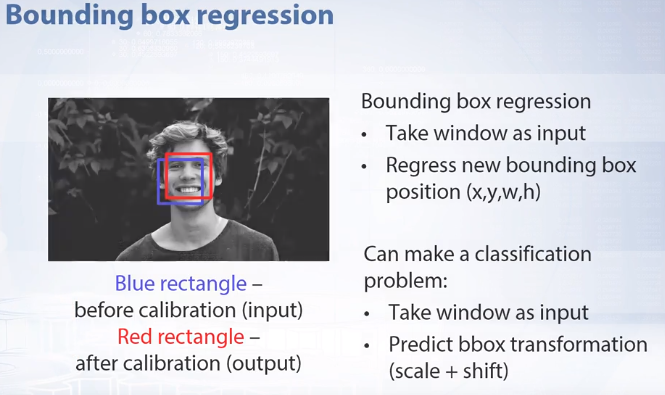 Bounding box regression
Blue rectangle –
before calibration (input)
Red rectangle –
after calibration (output)
Bounding box regression
• Take window as input
• Regress new bounding box
position (x,y,w,h)
Can make a classification
problem:
• Take window as input
• Predict bbox transformation
(scale + shift)